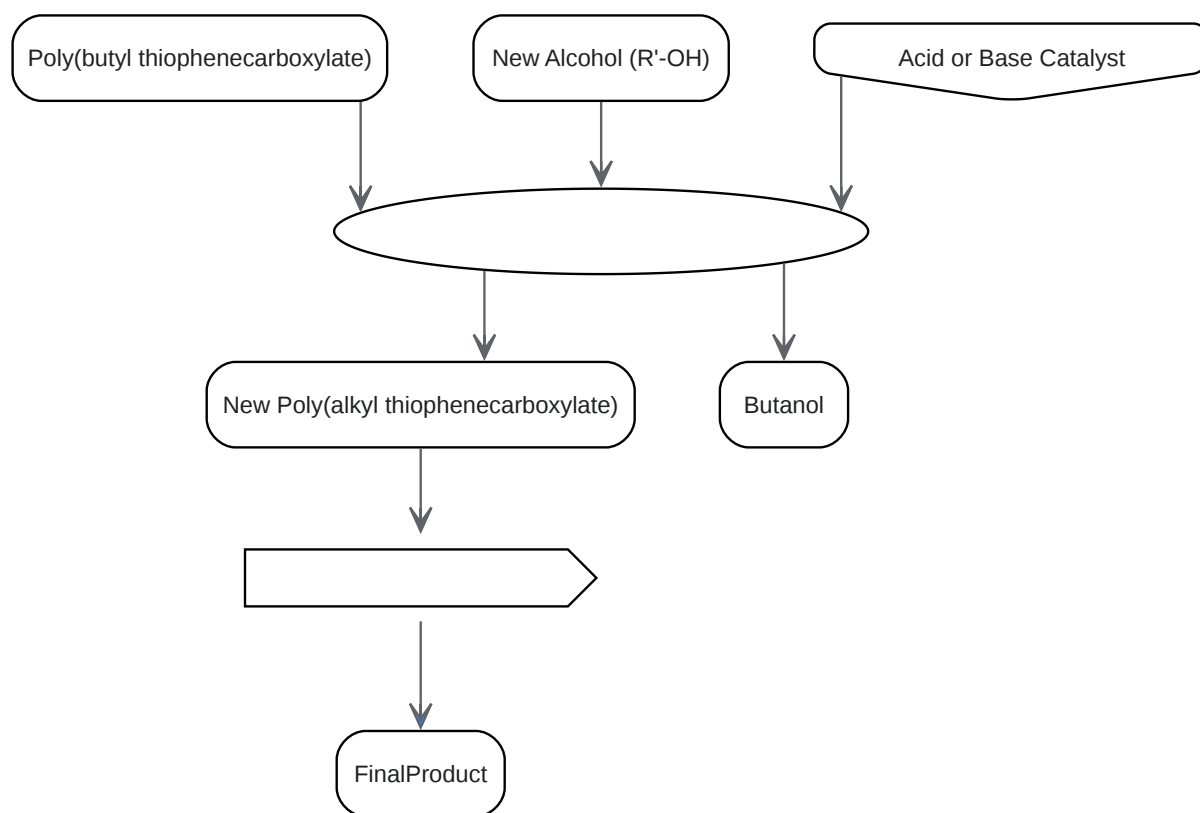 Poly(butyl thiophenecarboxylate)
New Alcohol (R'-OH)
Acid or Base Catalyst
New Poly(alkyl thiophenecarboxylate)
Butanol
FinalProduct